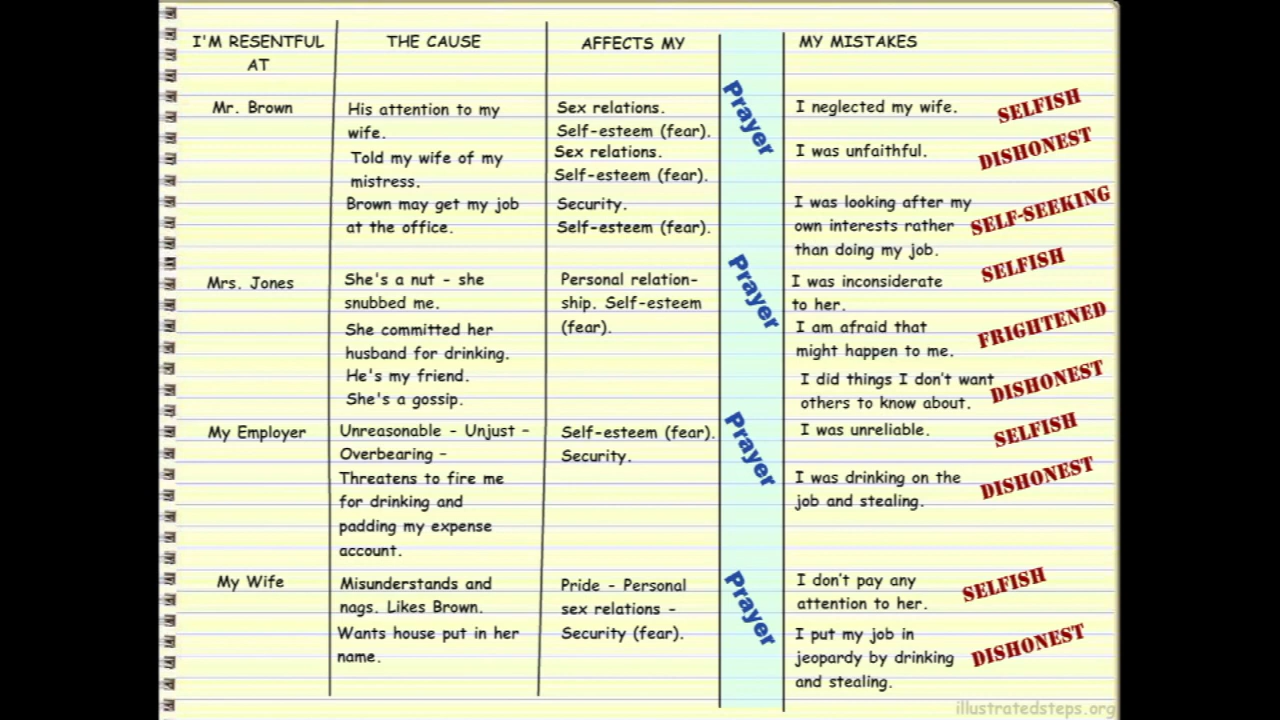 I'M RESENTFUL
AT
THE CAUSE
AFFECTS MY
MY MISTAKES
Mr. Brown
His attention to my
wife.
Told my wife of my
mistress.
Brown may get my job
at the office.
Sex relations.
Self-esteem (fear).
Sex relations.
Self-esteem (fear).
Security.
Self-esteem (fear).
Prayer
I neglected my wife.
SELFISH
I was unfaithful.
DISHONEST
I was looking after my
own interests rather
than doing my job.
SELF-SEEKING
Mrs. Jones
She's a nut - she
snubbed me.
She committed her
husband for drinking.
He's my friend.
She's a gossip.
Personal relation-
ship. Self-esteem
(fear).
Prayer
I was inconsiderate
to her.
SELFISH
I am afraid that
might happen to me.
FRIGHTENED
I did things I don't want
others to know about.
DISHONEST
My Employer
Unreasonable - Unjust -
Overbearing -
Threatens to fire me
for drinking and
padding my expense
account.
Self-esteem (fear).
Security.
Prayer
I was unreliable.
SELFISH
I was drinking on the
job and stealing.
DISHONEST
My Wife
Misunderstands and
nags. Likes Brown.
Wants house put in her
name.
Pride - Personal
sex relations -
Security (fear).
Prayer
I don't pay any
attention to her.
SELFISH
I put my job in
jeopardy by drinking
and stealing.
DISHONEST
illustratedsteps.org